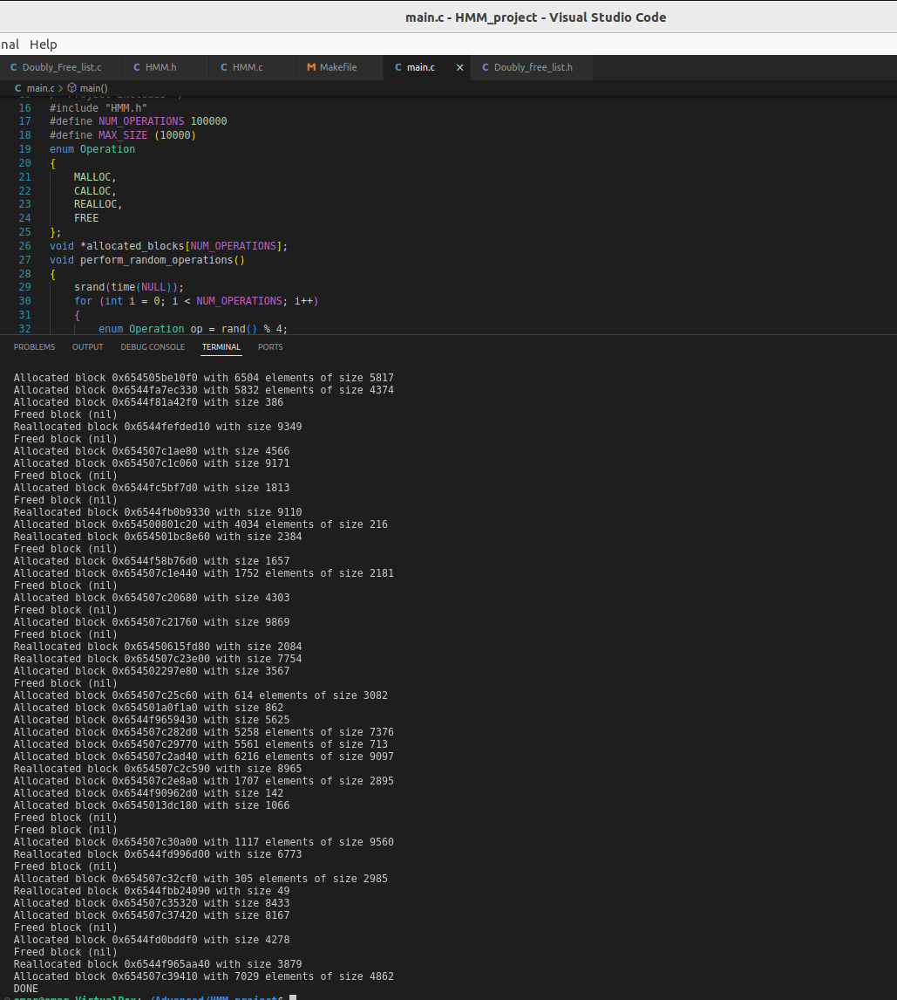 main.c - HMM_project - Visual Studio Code
nal Help
C Doubly_Free_list.c C HMM.h C HMM.c M Makefile C main.c × C Doubly_free_list.h
C main.c > main()
16 #include "HMM.h"
17 #define NUM_OPERATIONS 100000
18 #define MAX_SIZE (10000)
19 enum Operation
20 {
21 MALLOC,
22 CALLOC,
23 REALLOC,
24 FREE
25 };
26 void *allocated_blocks[NUM_OPERATIONS];
27 void perform_random_operations()
28 {
29 srand(time(NULL));
30 for (int i = 0; i < NUM_OPERATIONS; i++)
31 {
32 enum Operation op = rand() % 4;
PROBLEMS OUTPUT DEBUG CONSOLE TERMINAL PORTS
Allocated block 0x654505be10f0 with 6504 elements of size 5817
Allocated block 0x6544fa7ec330 with 5832 elements of size 4374
Allocated block 0x6544f81a42f0 with size 386
Freed block (nil)
Reallocated block 0x6544fefded10 with size 9349
Freed block (nil)
Allocated block 0x654507c1ae80 with size 4566
Allocated block 0x654507c1c060 with size 9171
Freed block (nil)
Allocated block 0x6544fc5bf7d0 with size 1813
Freed block (nil)
Reallocated block 0x6544fb0b9330 with size 9110
Allocated block 0x654500801c20 with 4034 elements of size 216
Reallocated block 0x654501bc8e60 with size 2384
Freed block (nil)
Allocated block 0x6544f58b76d0 with size 1657
Allocated block 0x654507c1e440 with 1752 elements of size 2181
Freed block (nil)
Allocated block 0x654507c20680 with size 4303
Freed block (nil)
Allocated block 0x654507c21760 with size 9869
Freed block (nil)
Reallocated block 0x65450615fd80 with size 2084
Reallocated block 0x654507c23e00 with size 7754
Allocated block 0x654502297e80 with size 3567
Freed block (nil)
Allocated block 0x654507c25c60 with 614 elements of size 3082
Allocated block 0x654501a0f1a0 with size 862
Allocated block 0x6544f9659430 with size 5625
Allocated block 0x654507c282d0 with 5258 elements of size 7376
Allocated block 0x654507c29770 with 5561 elements of size 713
Allocated block 0x654507c2ad40 with 6216 elements of size 9097
Reallocated block 0x654507c2c590 with size 8965
Allocated block 0x654507c2e8a0 with 1707 elements of size 2895
Allocated block 0x6544f90962d0 with size 142
Allocated block 0x6545013dc180 with size 1066
Freed block (nil)
Freed block (nil)
Allocated block 0x654507c30a00 with 1117 elements of size 9560
Reallocated block 0x6544fd996d00 with size 6773
Freed block (nil)
Allocated block 0x654507c32cf0 with 305 elements of size 2985
Reallocated block 0x6544fbb24090 with size 49
Allocated block 0x654507c35320 with size 8433
Allocated block 0x654507c37420 with size 8167
Freed block (nil)
Allocated block 0x6544fd0bddf0 with size 4278
Freed block (nil)
Reallocated block 0x6544f965aa40 with size 3879
Allocated block 0x654507c39410 with 7029 elements of size 4862
DONE